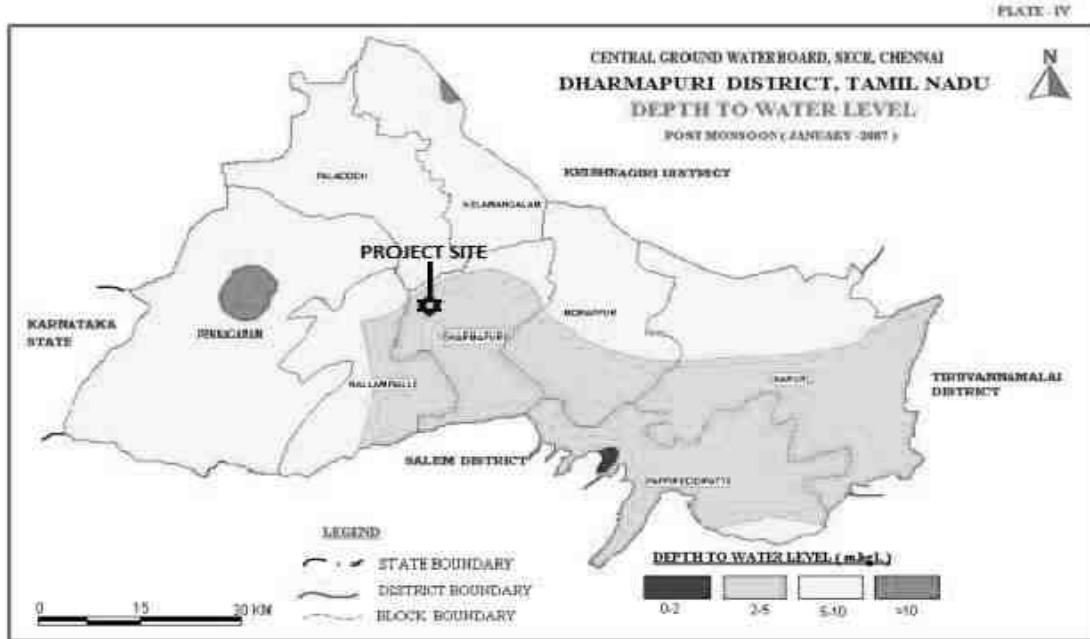 PLATE - IV
CENTRAL GROUND WATER BOARD, SECR, CHENNAI
DHARMAPURI DISTRICT, TAMIL NADU
DEPTH TO WATER LEVEL
POST MONSOON ( JANUARY -2007 )
N
PALACODE
KRISHNAGIRI DISTRICT
KELAMANGALAM
PROJECT SITE
KARNATAKA
STATE
PENNAGARAM
MORAPPUR
DHARMAPURI
NALLAMPALLI
HARUR
TIRUVANNAMALAI
DISTRICT
SALEM DISTRICT
PAPPIREDDIPATTI
LEGEND
STATE BOUNDARY
DISTRICT BOUNDARY
BLOCK BOUNDARY
0 15 30 KM
DEPTH TO WATER LEVEL ( m.bgl. )
0-2 2-5 5-10 >10